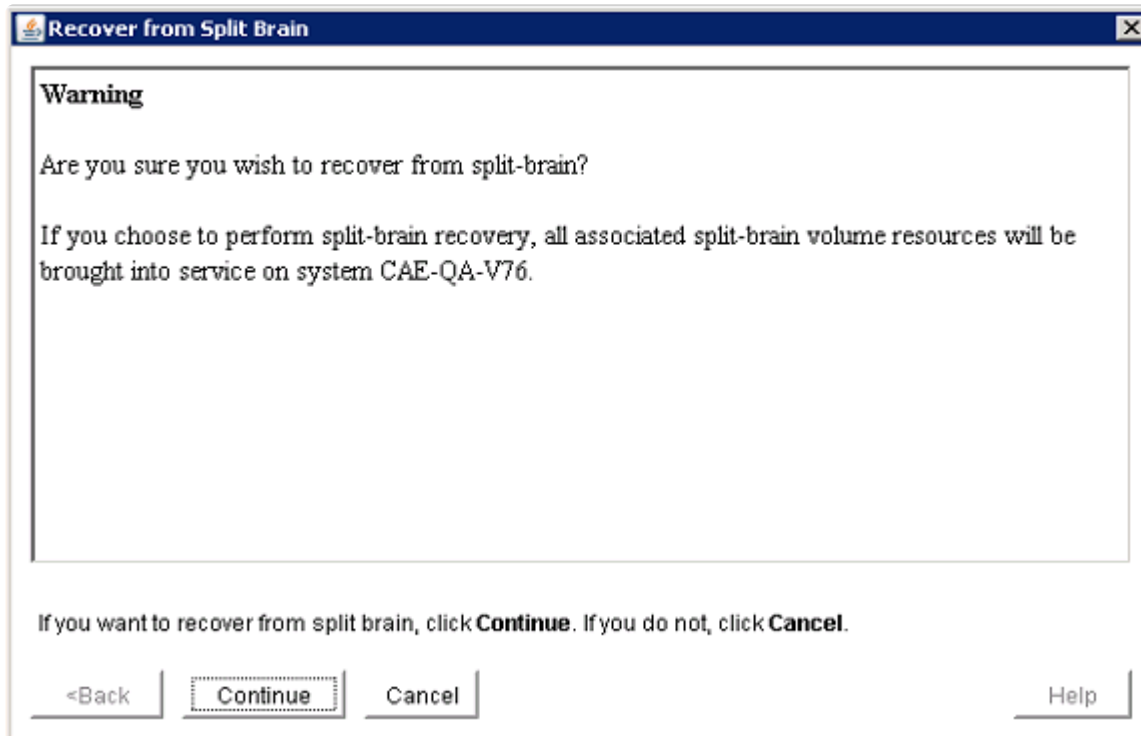 Recover from Split Brain
Warning
Are you sure you wish to recover from split-brain?
If you choose to perform split-brain recovery, all associated split-brain volume resources will be
brought into service on system CAE-QA-V76.
If you want to recover from split brain, click Continue. If you do not, click Cancel.
<Back Continue Cancel Help